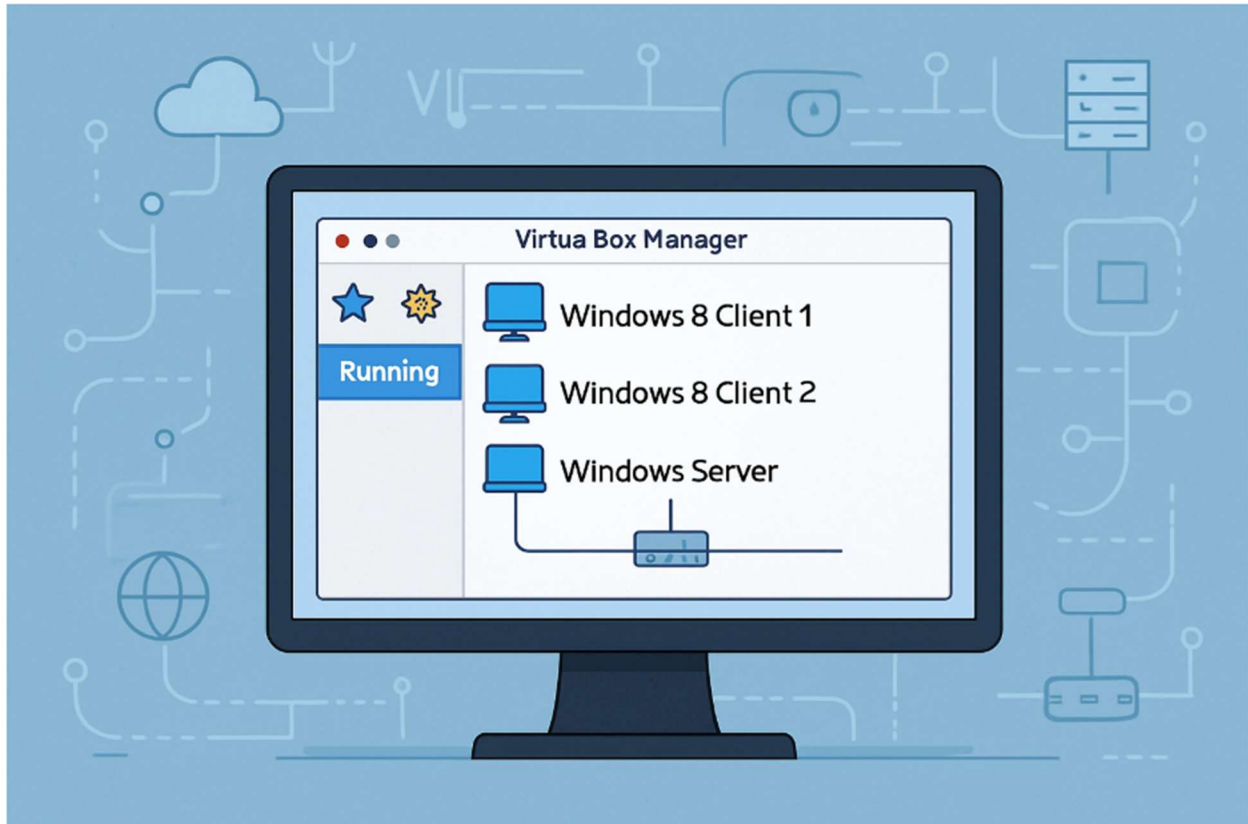 Virtua Box Manager
Running
Windows 8 Client 1
Windows 8 Client 2
Windows Server